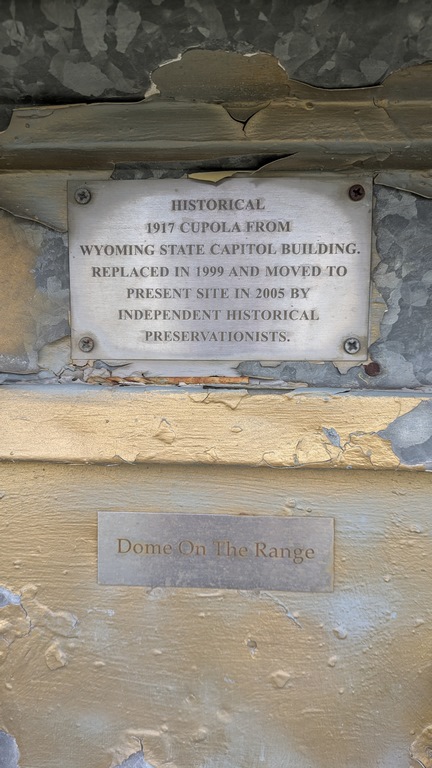 HISTORICAL
1917 CUPOLA FROM
WYOMING STATE CAPITOL BUILDING.
REPLACED IN 1999 AND MOVED TO
PRESENT SITE IN 2005 BY
INDEPENDENT HISTORICAL
PRESERVATIONISTS.
Dome On The Range